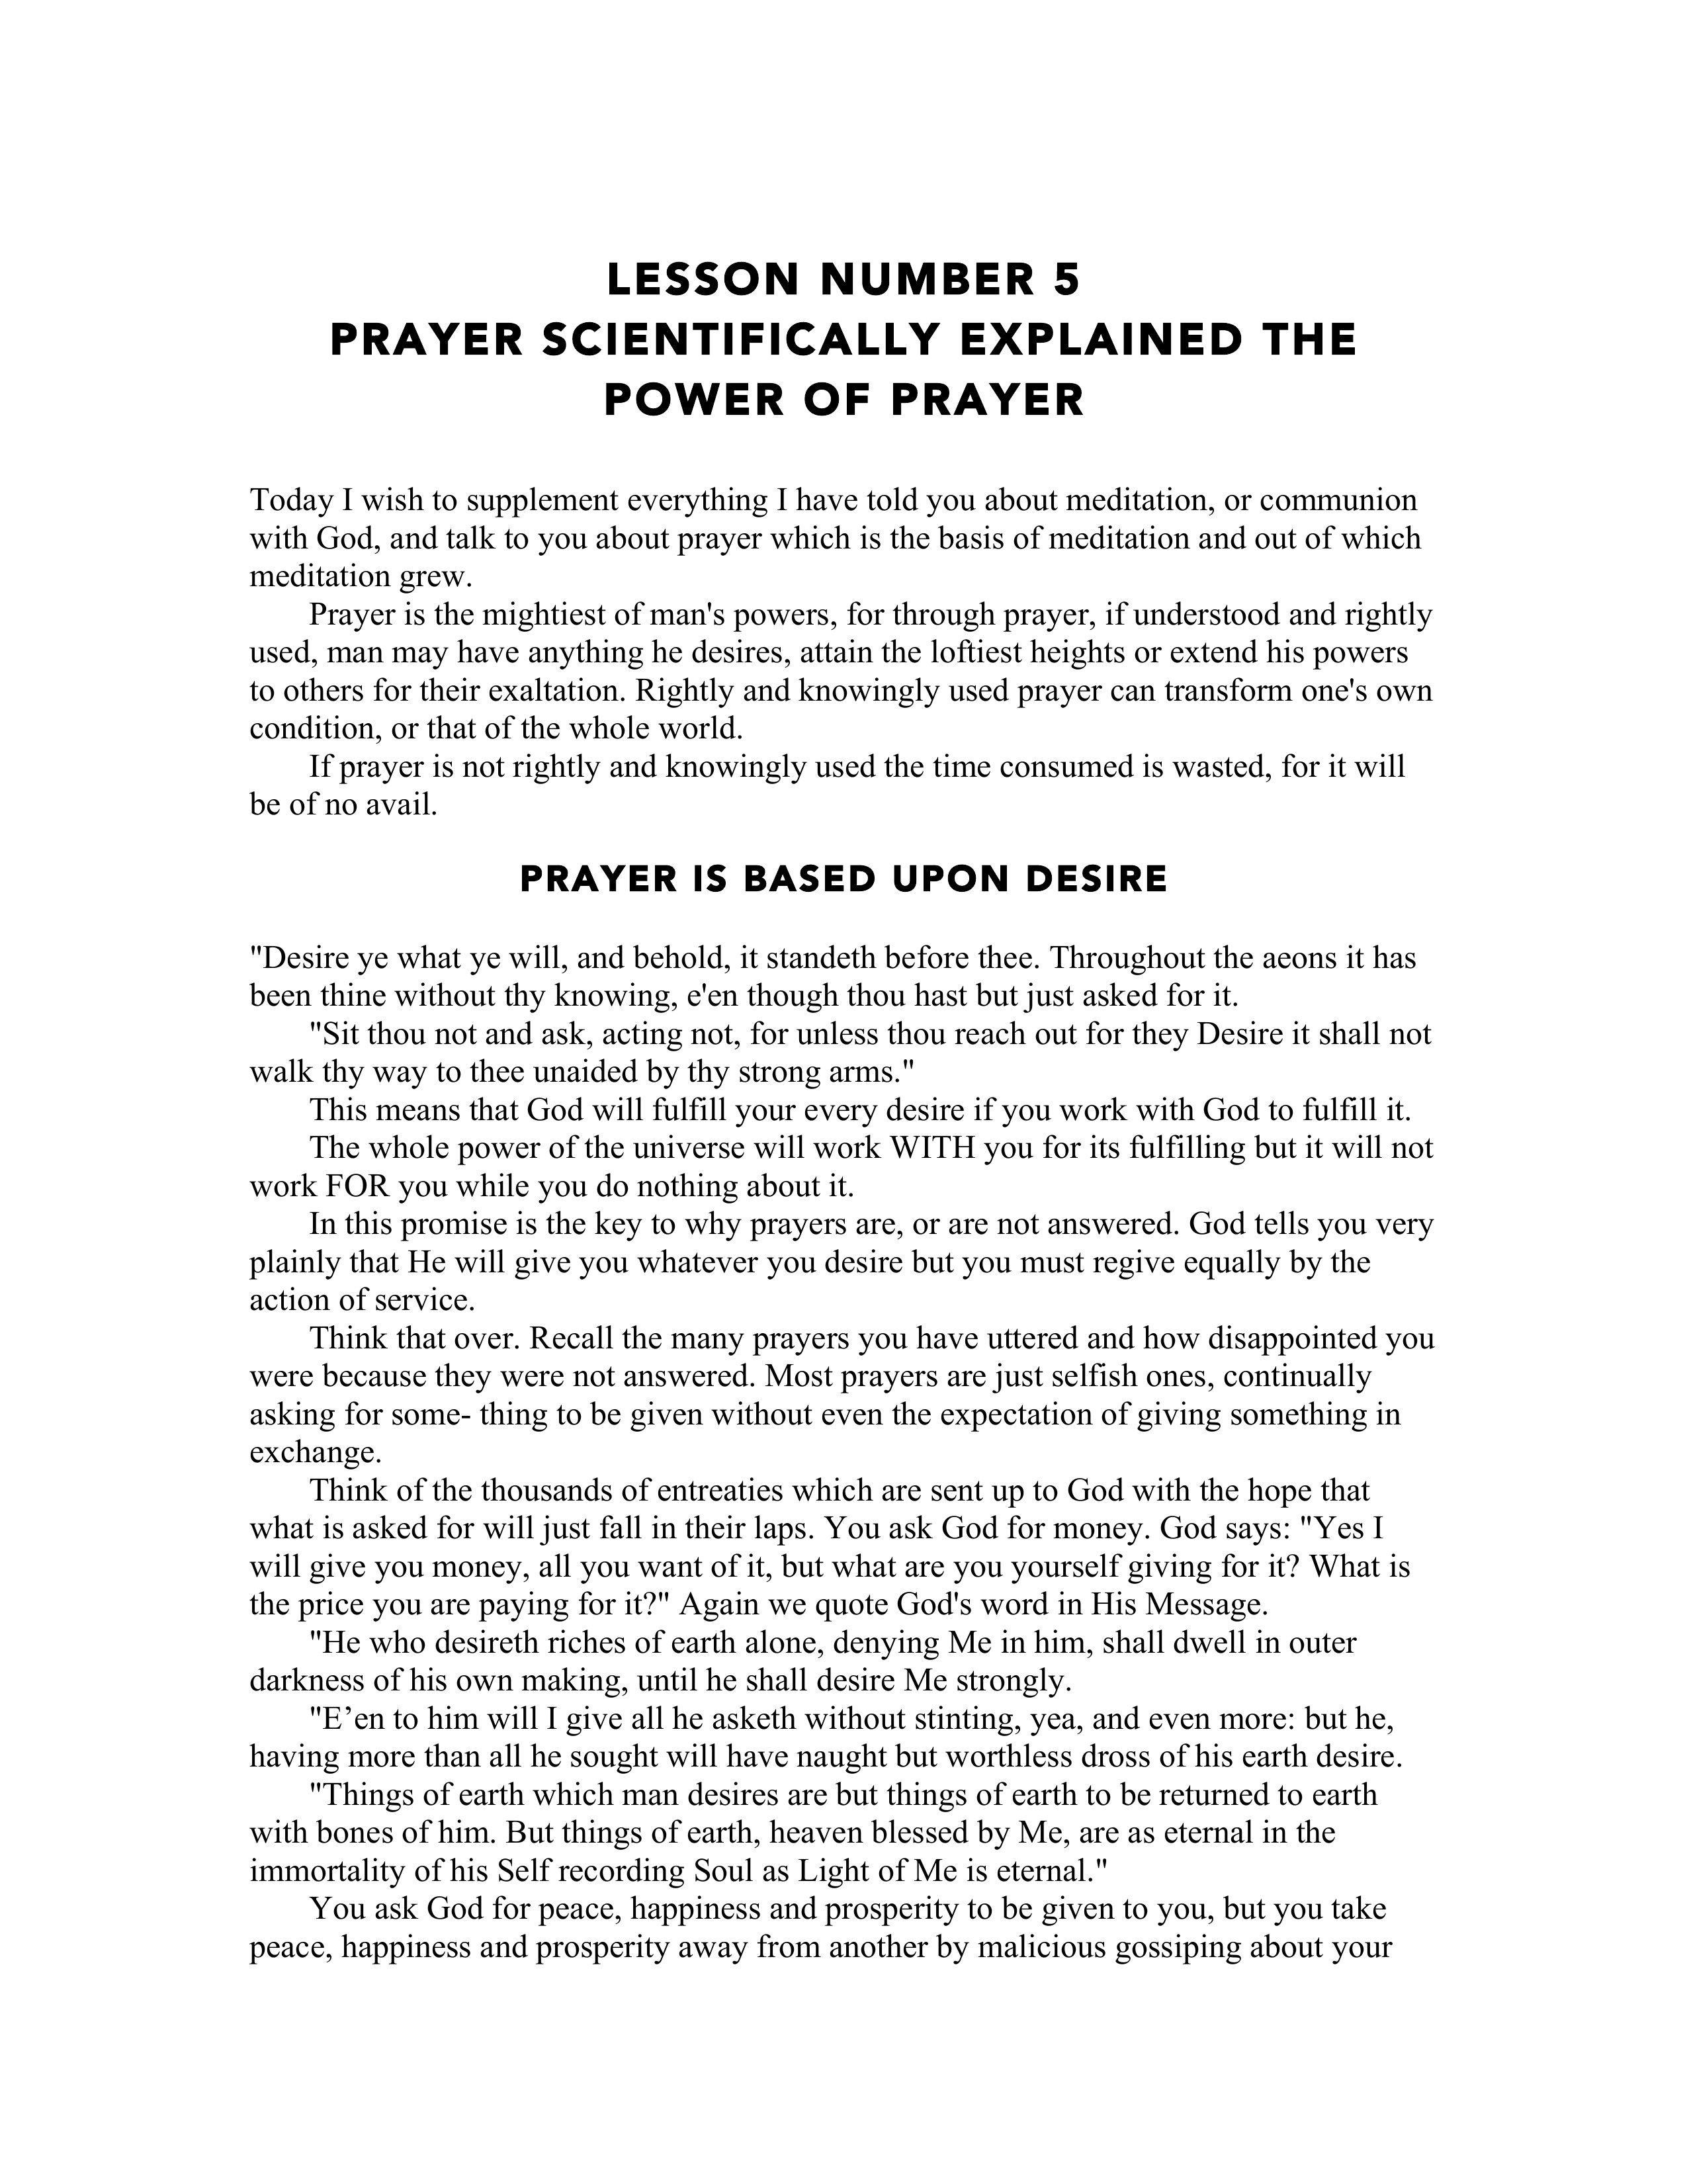 LESSON NUMBER 5
PRAYER SCIENTIFICALLY EXPLAINED THE
POWER OF PRAYER
Today I wish to supplement everything I have told you about meditation, or communion
with God, and talk to you about prayer which is the basis of meditation and out of which
meditation grew.
Prayer is the mightiest of man's powers, for through prayer, if understood and rightly
used, man may have anything he desires, attain the loftiest heights or extend his powers
to others for their exaltation. Rightly and knowingly used prayer can transform one's own
condition, or that of the whole world.
If prayer is not rightly and knowingly used the time consumed is wasted, for it will
be of no avail.
PRAYER IS BASED UPON DESIRE
"Desire ye what ye will, and behold, it standeth before thee. Throughout the aeons it has
been thine without thy knowing, e'en though thou hast but just asked for it.
"Sit thou not and ask, acting not, for unless thou reach out for they Desire it shall not
walk thy way to thee unaided by thy strong arms."
This means that God will fulfill your every desire if you work with God to fulfill it.
The whole power of the universe will work WITH you for its fulfilling but it will not
work FOR you while you do nothing about it.
In this promise is the key to why prayers are, or are not answered. God tells you very
plainly that He will give you whatever you desire but you must regive equally by the
action of service.
Think that over. Recall the many prayers you have uttered and how disappointed you
were because they were not answered. Most prayers are just selfish ones, continually
asking for some- thing to be given without even the expectation of giving something in
exchange.
Think of the thousands of entreaties which are sent up to God with the hope that
what is asked for will just fall in their laps. You ask God for money. God says: "Yes I
will give you money, all you want of it, but what are you yourself giving for it? What is
the price you are paying for it?" Again we quote God's word in His Message.
"He who desireth riches of earth alone, denying Me in him, shall dwell in outer
darkness of his own making, until he shall desire Me strongly.
"E’en to him will I give all he asketh without stinting, yea, and even more: but he,
having more than all he sought will have naught but worthless dross of his earth desire.
"Things of earth which man desires are but things of earth to be returned to earth
with bones of him. But things of earth, heaven blessed by Me, are as eternal in the
immortality of his Self recording Soul as Light of Me is eternal."
You ask God for peace, happiness and prosperity to be given to you, but you take
peace, happiness and prosperity away from another by malicious gossiping about your